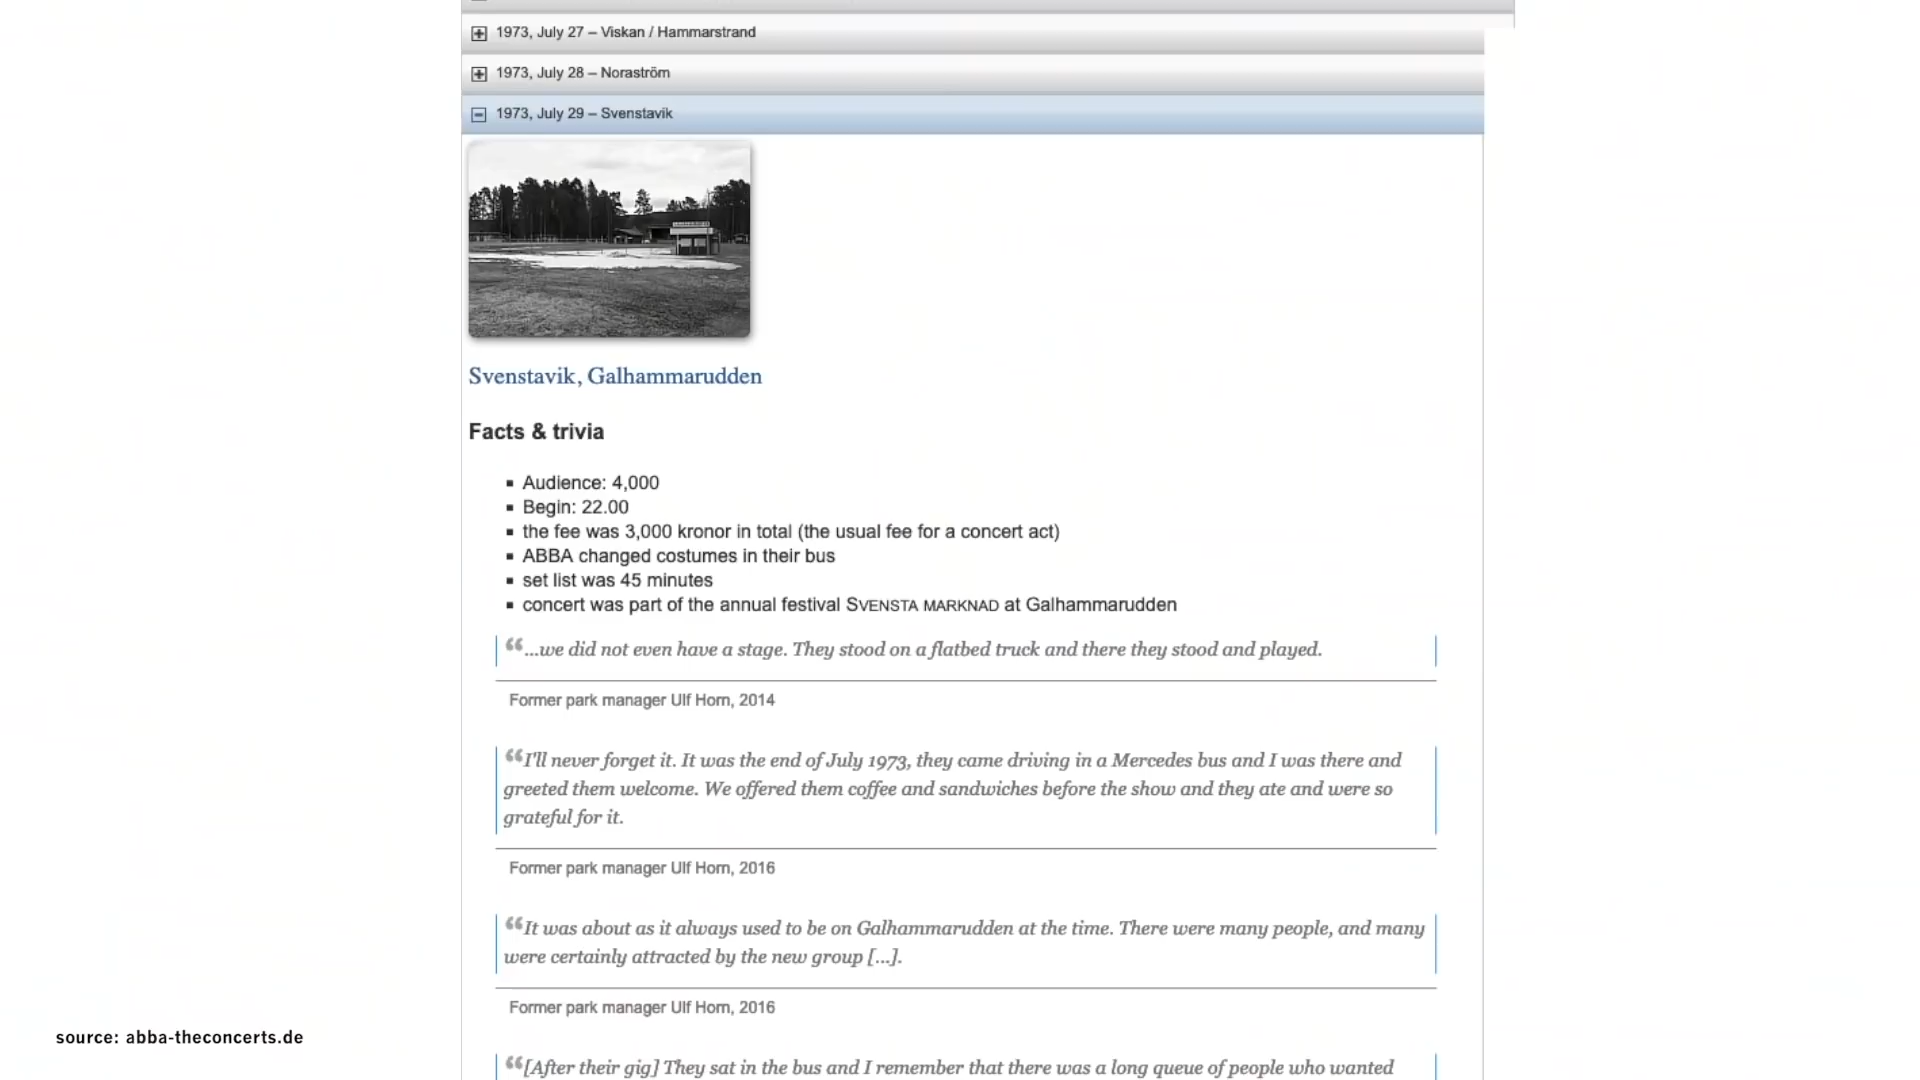 1973, July 27 – Viskan / Hammarstrand
1973, July 28 – Noraström
1973, July 29 – Svenstavik
Svenstavik, Galhammarudden
Facts & trivia
Audience: 4,000
Begin: 22.00
the fee was 3,000 kronor in total (the usual fee for a concert act)
ABBA changed costumes in their bus
set list was 45 minutes
concert was part of the annual festival SVENSTA MARKNAD at Galhammarudden
“...we did not even have a stage. They stood on a flatbed truck and there they stood and played.
Former park manager Ulf Horn, 2014
“I'll never forget it. It was the end of July 1973, they came driving in a Mercedes bus and I was there and
greeted them welcome. We offered them coffee and sandwiches before the show and they ate and were so
grateful for it.
Former park manager Ulf Horn, 2016
“It was about as it always used to be on Galhammarudden at the time. There were many people, and many
were certainly attracted by the new group [...].
Former park manager Ulf Horn, 2016
“[After their gig] They sat in the bus and I remember that there was a long queue of people who wanted
source: abba-theconcerts.de